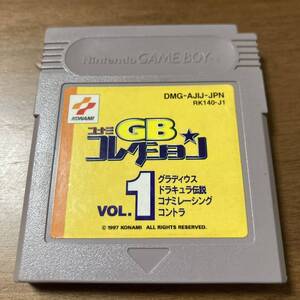 Nintendo GAME BOY
DMG-AJIJ-JPN
RK140-J1
KONAMI
コナミ GB
コレクション
VOL.1
グラディウス
ドラキュラ伝説
コナミレーシング
コントラ
© 1997 KONAMI ALL RIGHTS RESERVED.